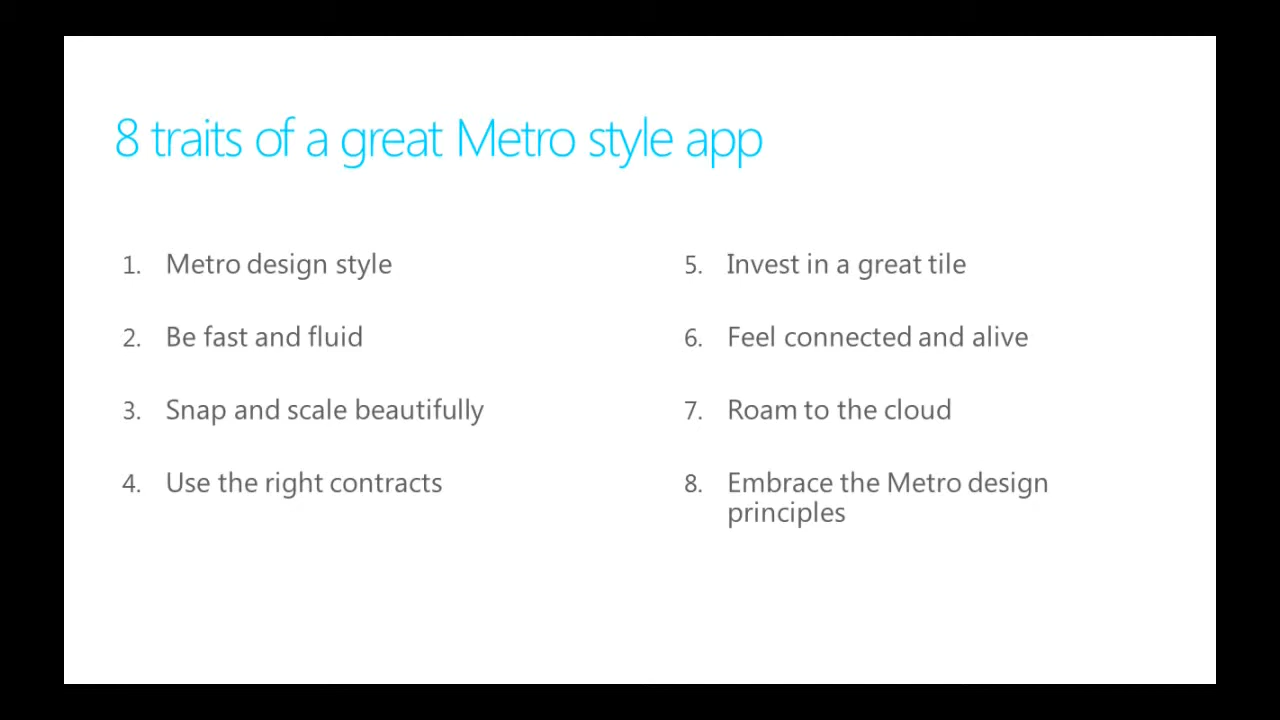 8 traits of a great Metro style app
1. Metro design style
2. Be fast and fluid
3. Snap and scale beautifully
4. Use the right contracts
5. Invest in a great tile
6. Feel connected and alive
7. Roam to the cloud
8. Embrace the Metro design
principles